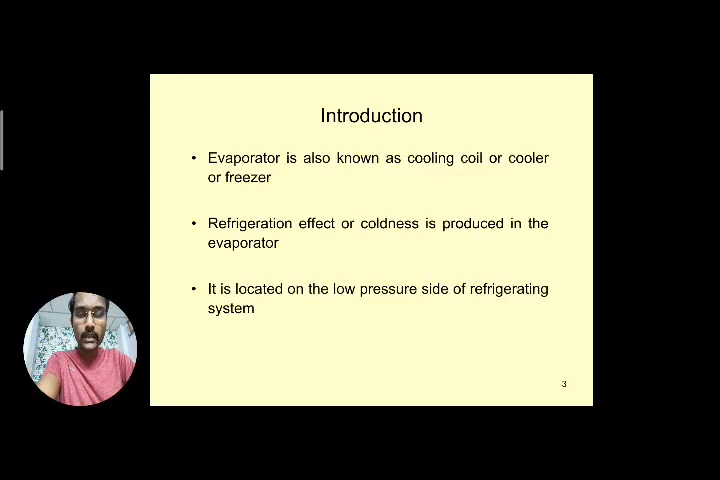 Introduction
• Evaporator is also known as cooling coil or cooler
or freezer
• Refrigeration effect or coldness is produced in the
evaporator
• It is located on the low pressure side of refrigerating
system
3